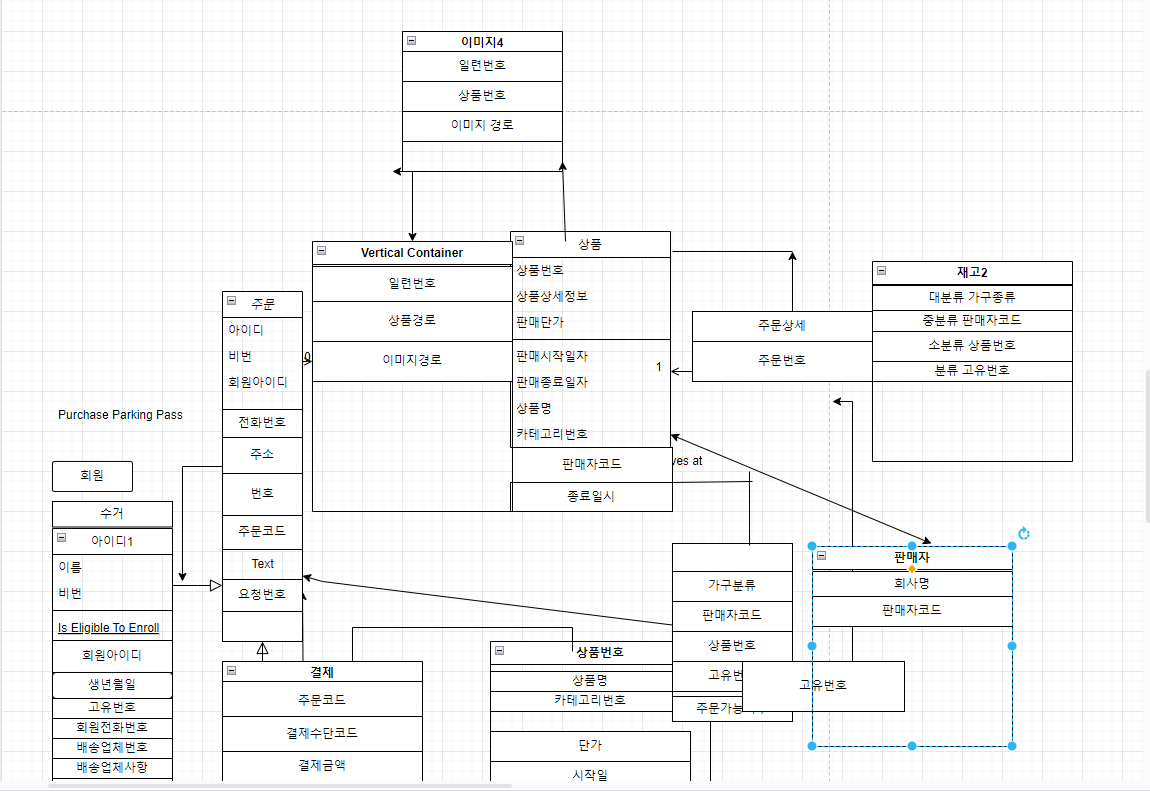 이미지4
일련번호
상품번호
이미지 경로
Vertical Container
일련번호
상품경로
이미지경로
상품
상품번호
상품상세정보
판매단가
판매시작일자
판매종료일자
상품명
카테고리번호
판매자코드
종료일시
1
주문상세
주문번호
재고2
대분류 가구종류
중분류 판매자코드
소분류 상품번호
분류 고유번호
주문
아이디
비번
회원아이디
전화번호
주소
번호
주문코드
Text
요청번호
0
Purchase Parking Pass
회원
수거
아이디1
이름
비번
Is Eligible To Enroll
회원아이디
생년월일
고유번호
회원전화번호
배송업체번호
배송업체사항
결제
주문코드
결제수단코드
결제금액
상품번호
상품명
카테고리번호
단가
시작일
ves at
가구분류
판매자코드
상품번호
고유번
주문가능
고유번호
판매자
회사명
판매자코드